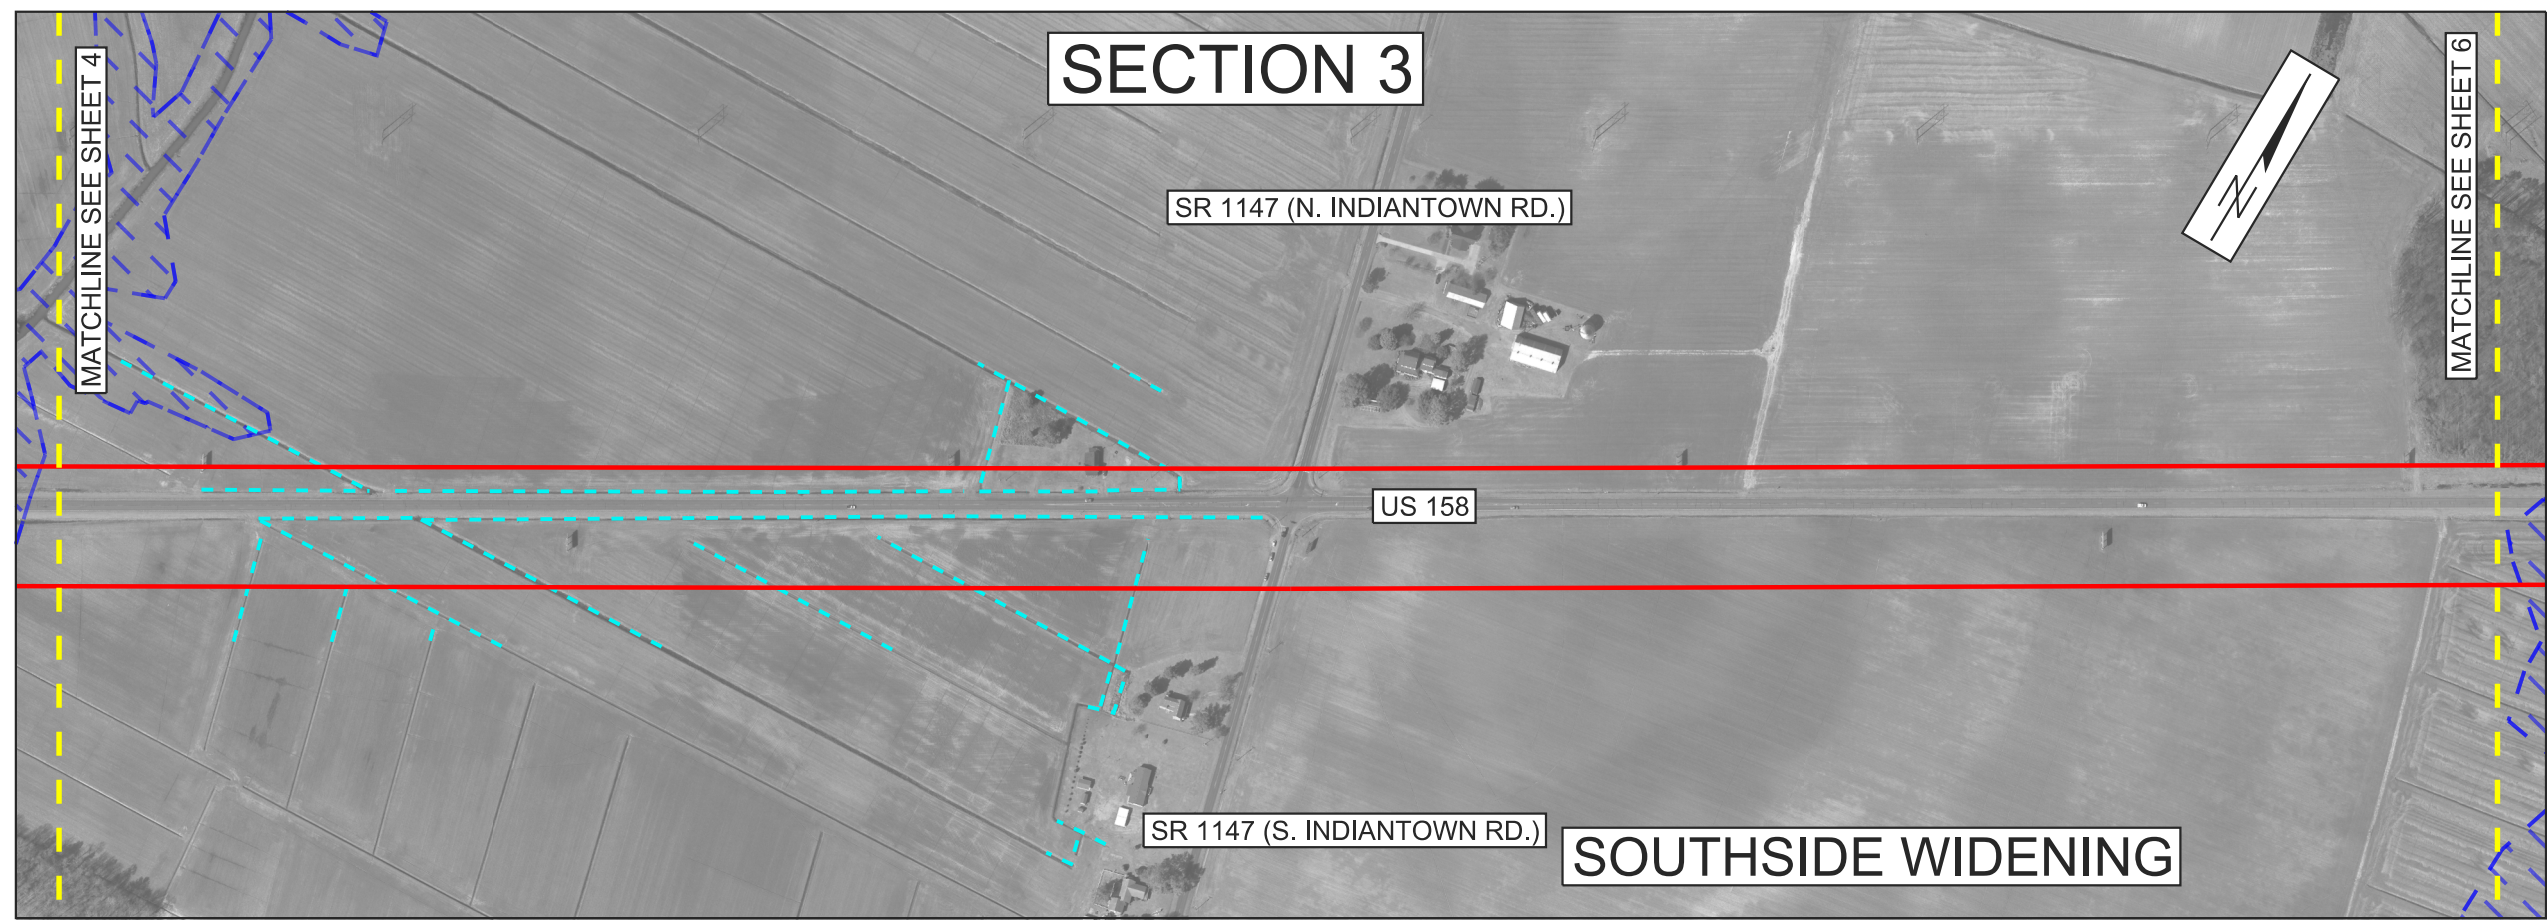 SECTION 3
MATCHLINE SEE SHEET 4
MATCHLINE SEE SHEET 6
N
SR 1147 (N. INDIANTOWN RD.)
US 158
SR 1147 (S. INDIANTOWN RD.)
SOUTHSIDE WIDENING